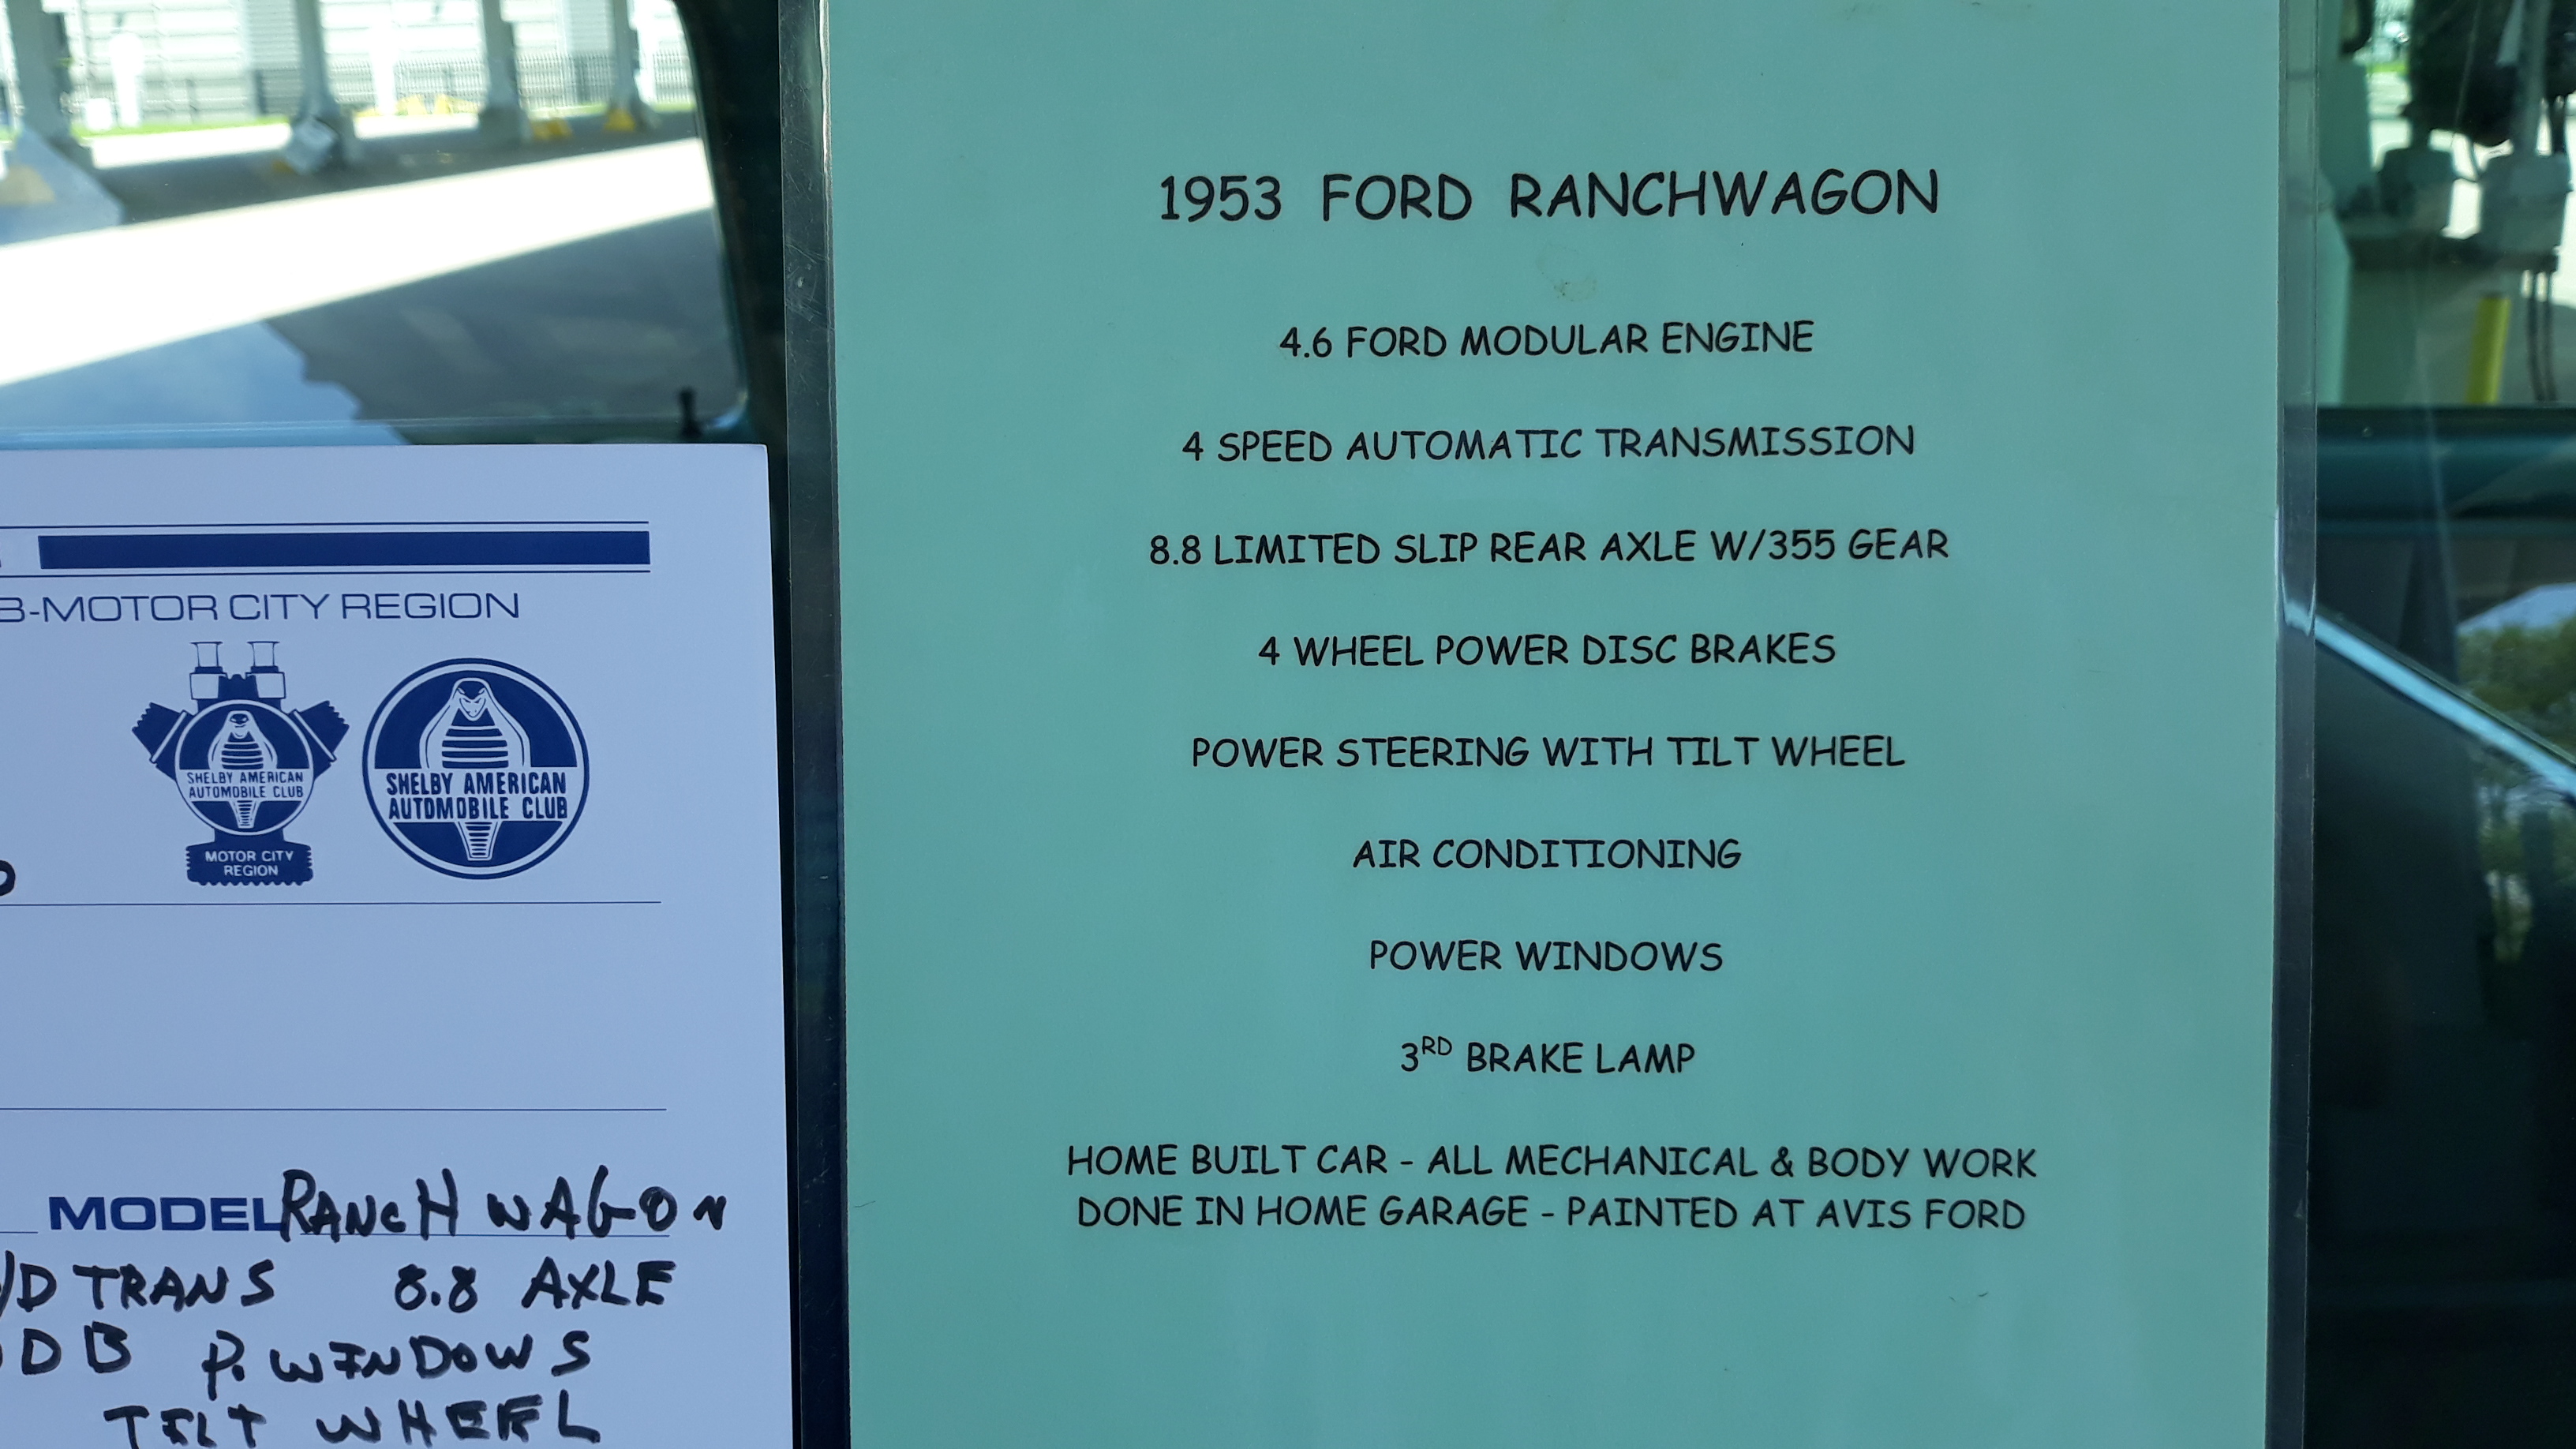 B-MOTOR CITY REGION
SHELBY AMERICAN
AUTOMOBILE CLUB
MOTOR CITY
REGION
SHELBY AMERICAN
AUTOMOBILE CLUB
MODEL RANCH WAGON
/D TRANS 8.8 AXLE
DB P. WINDOWS
TILT WHEEL
1953 FORD RANCHWAGON
4.6 FORD MODULAR ENGINE
4 SPEED AUTOMATIC TRANSMISSION
8.8 LIMITED SLIP REAR AXLE W/355 GEAR
4 WHEEL POWER DISC BRAKES
POWER STEERING WITH TILT WHEEL
AIR CONDITIONING
POWER WINDOWS
3RD BRAKE LAMP
HOME BUILT CAR - ALL MECHANICAL & BODY WORK
DONE IN HOME GARAGE - PAINTED AT AVIS FORD